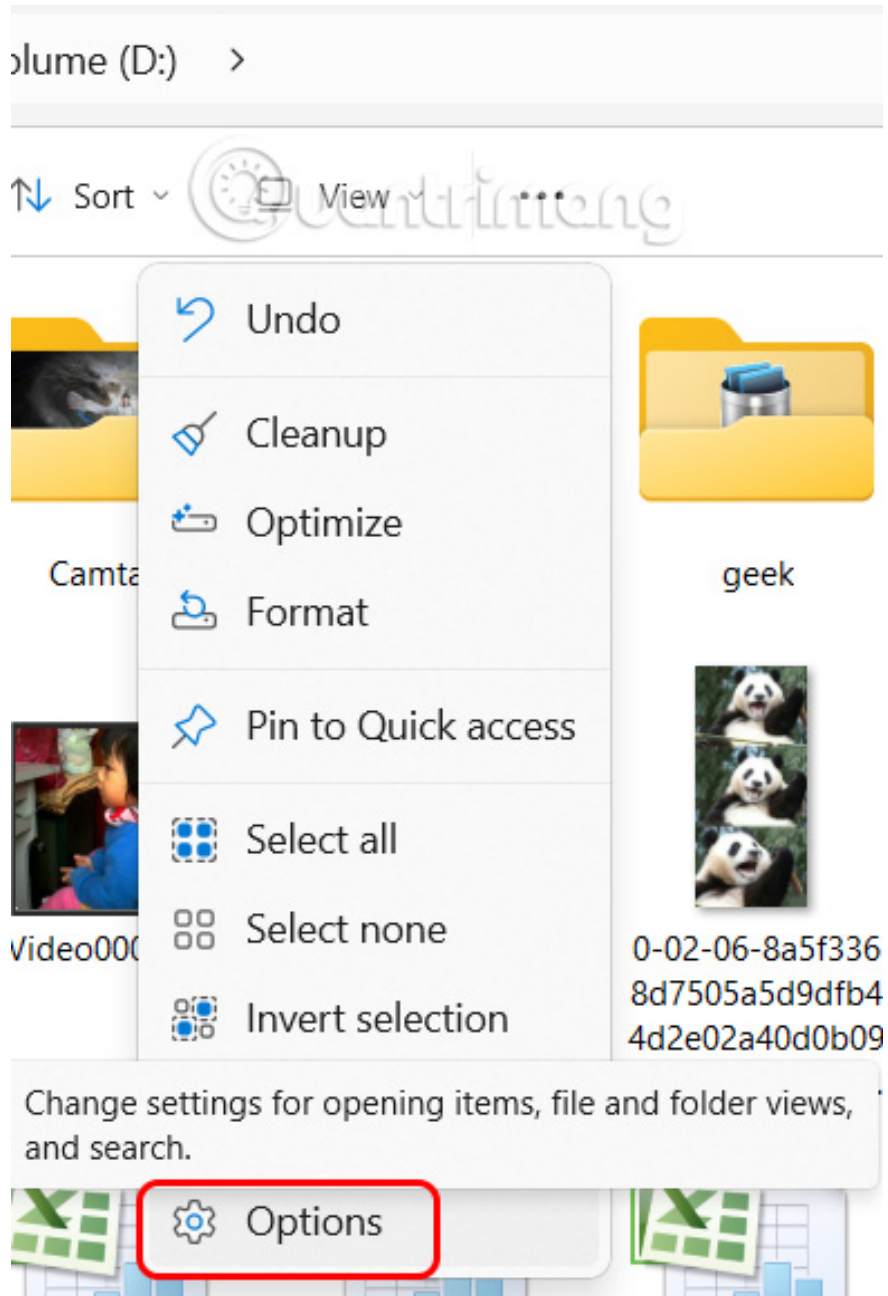 olume (D:) >
Sort View ...
Quantrimang
Undo
Cleanup
Optimize
Format
Camta
geek
Pin to Quick access
Select all
Select none
Invert selection
Video000
0-02-06-8a5f336
8d7505a5d9dfb4
4d2e02a40d0b09
Change settings for opening items, file and folder views,
and search.
Options